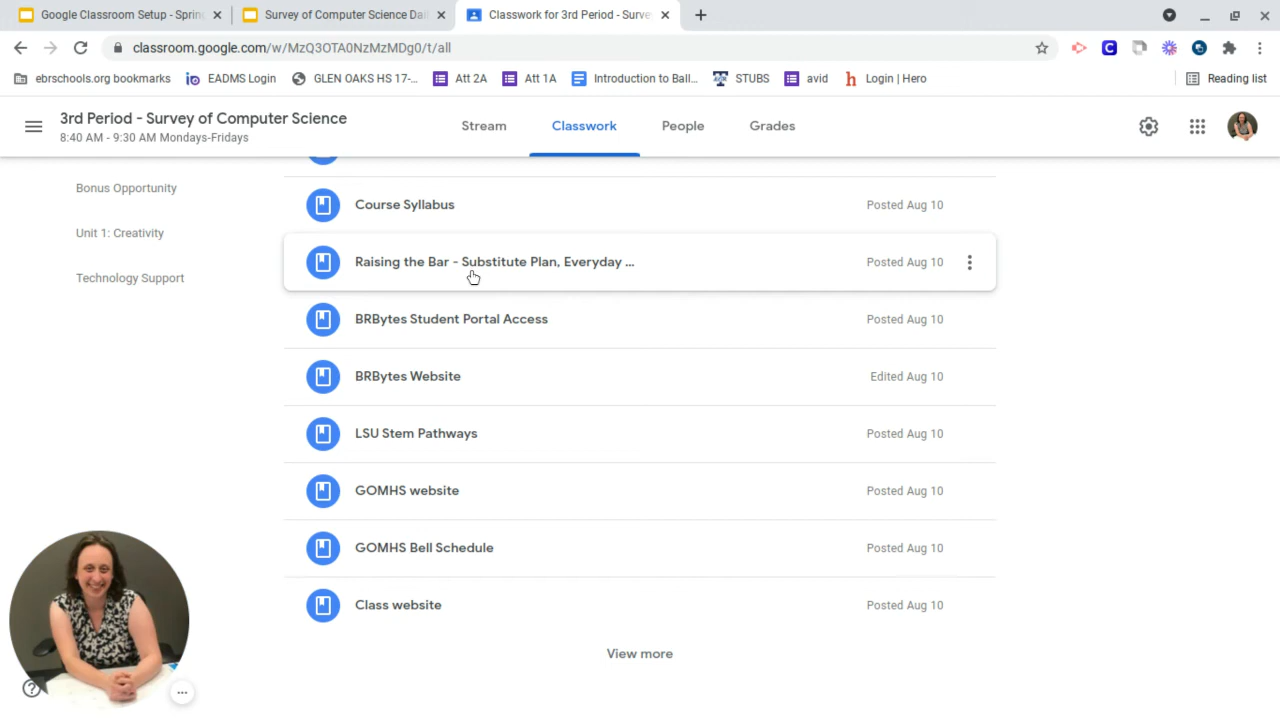 Google Classroom Setup - Sprin
Survey of Computer Science Dai
Classwork for 3rd Period - Surve
classroom.google.com/w/MzQ3OTA0NzMzMDg0/t/all
ebrschools.org bookmarks
EADMS Login
GLEN OAKS HS 17-...
Att 2A
Att 1A
Introduction to Ball...
STUBS
avid
Login | Hero
Reading list
3rd Period - Survey of Computer Science
8:40 AM - 9:30 AM Mondays-Fridays
Stream
Classwork
People
Grades
Bonus Opportunity
Unit 1: Creativity
Technology Support
Course Syllabus
Posted Aug 10
Raising the Bar - Substitute Plan, Everyday ...
Posted Aug 10
BRBytes Student Portal Access
Posted Aug 10
BRBytes Website
Edited Aug 10
LSU Stem Pathways
Posted Aug 10
GOMHS website
Posted Aug 10
GOMHS Bell Schedule
Posted Aug 10
Class website
Posted Aug 10
View more